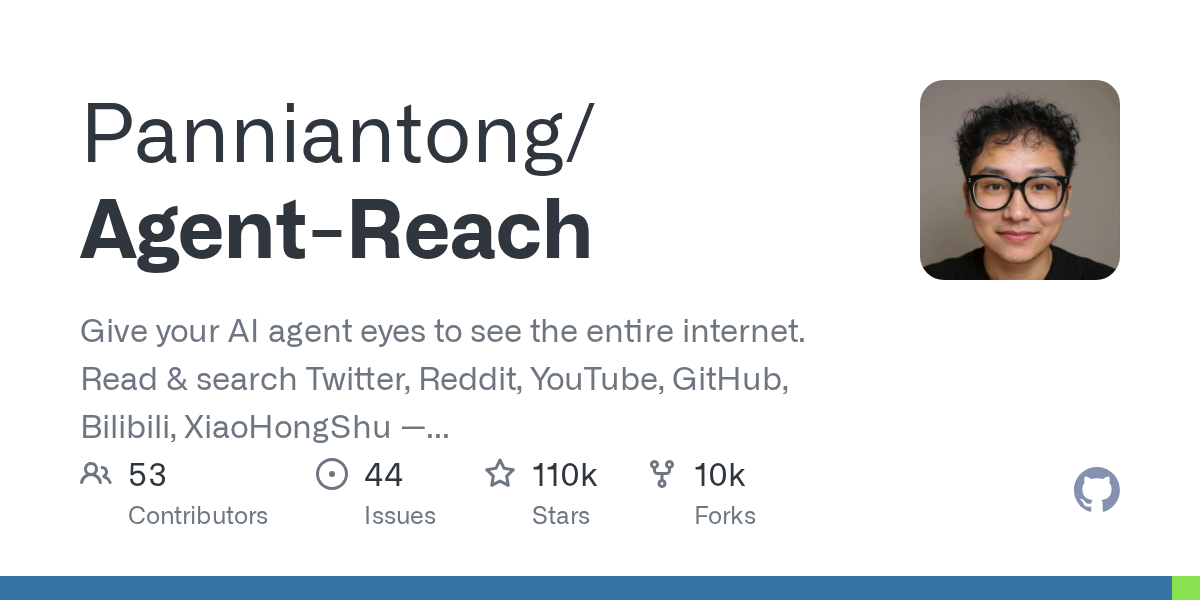 Panniantong/
Agent-Reach
Give your AI agent eyes to see the entire internet.
Read & search Twitter, Reddit, YouTube, GitHub,
Bilibili, XiaoHongShu —...
53 44 110k 10k
Contributors Issues Stars Forks